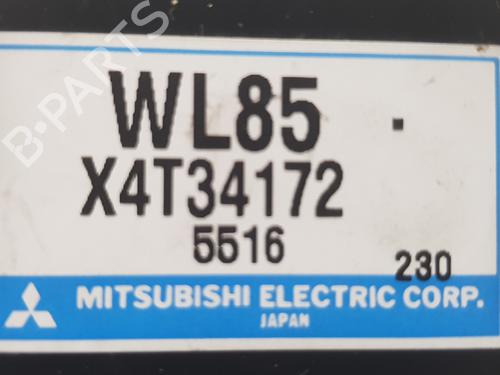 B-PARTS
WL85 .
X4T34172
5516
230
MITSUBISHI ELECTRIC CORP.
JAPAN